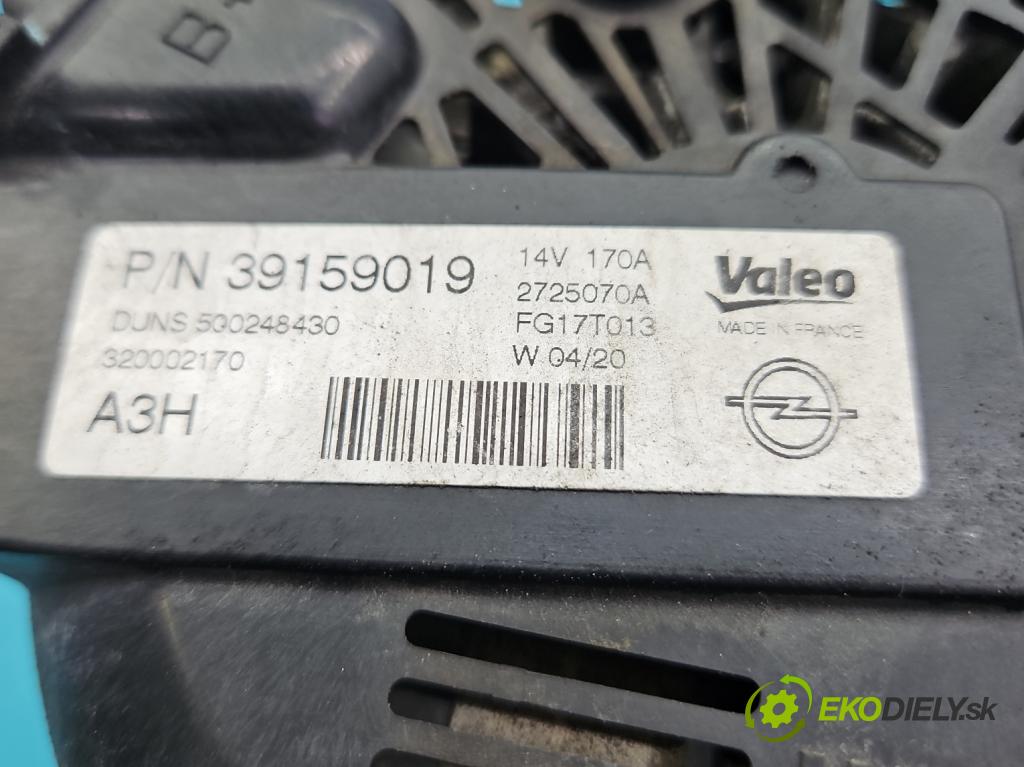 B+
P/N 39159019
14V 170A
2725070A
DUNS 500248430
FG17T013
320002170
W 04/20
A3H
Valeo
MADE IN FRANCE
EKODIELY.sk